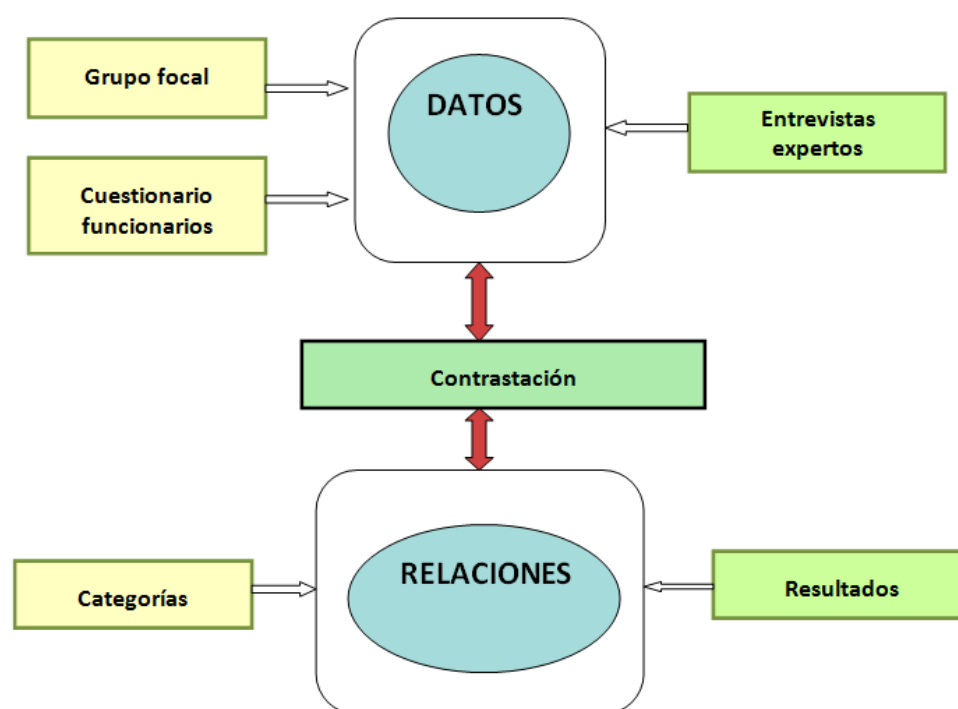 Grupo focal
DATOS
Entrevistas
expertos
Cuestionario
funcionarios
Contrastación
RELACIONES
Categorías
Resultados